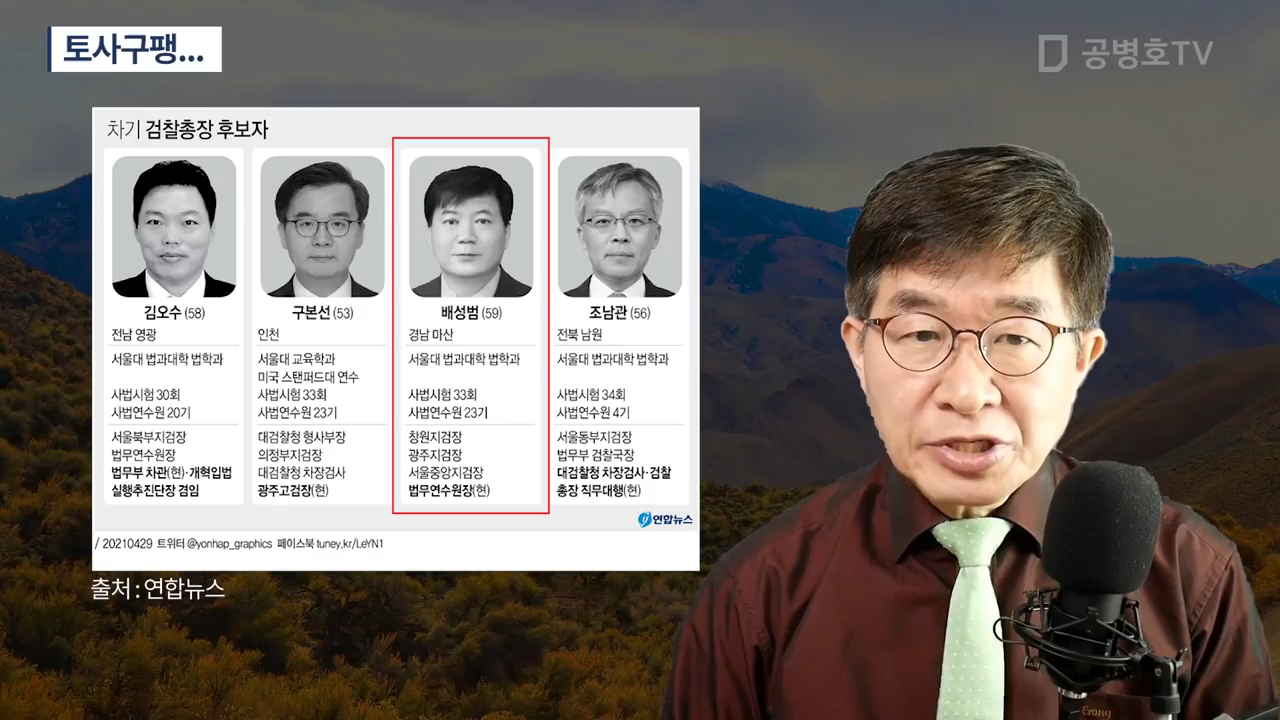 토사구팽...
공병호TV
차기 검찰총장 후보자
김오수 (58)
전남 영광
서울대 법과대학 법학과
사법시험 30회
사법연수원 20기
서울북부지검장
법무연수원장
법무부 차관(현)·개혁입법
실행추진단장 겸임
구본선 (53)
인천
서울대 교육학과
미국 스탠퍼드대 연수
사법시험 33회
사법연수원 23기
대검찰청 형사부장
의정부지검장
대검찰청 차장검사
광주고검장(현)
배성범 (59)
경남 마산
서울대 법과대학 법학과
사법시험 33회
사법연수원 23기
창원지검장
광주지검장
서울중앙지검장
법무연수원장(현)
조남관 (56)
전북 남원
서울대 법과대학 법학과
사법시험 34회
사법연수원 4기
서울동부지검장
법무부 검찰국장
대검찰청 차장검사·검찰
총장 직무대행(현)
연합뉴스
/ 20210429 트위터 @yonhap_graphics 페이스북 tuney.kr/LeYN1
출처 : 연합뉴스